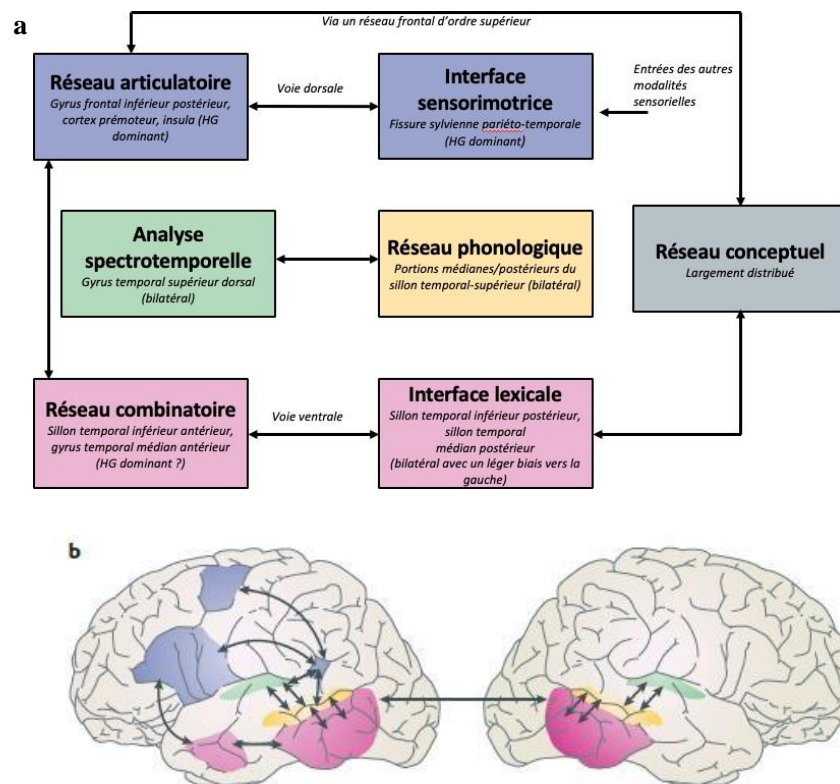 a
Via un réseau frontal d'ordre supérieur
Réseau articulatoire
Gyrus frontal inférieur postérieur,
cortex prémoteur, insula (HG
dominant)
Voie dorsale
Interface
sensorimotrice
Fissure sylvienne pariéto-temporale
(HG dominant)
Entrées des autres
modalités
sensorielles
Analyse
spectrotemporelle
Gyrus temporal supérieur dorsal
(bilatéral)
Réseau phonologique
Portions médianes/postérieurs du
sillon temporal-supérieur (bilatéral)
Réseau conceptuel
Largement distribué
Réseau combinatoire
Sillon temporal inférieur antérieur,
gyrus temporal médian antérieur
(HG dominant ?)
Voie ventrale
Interface lexicale
Sillon temporal inférieur postérieur,
sillon temporal
médian postérieur
(bilatéral avec un léger biais vers la
gauche)
b